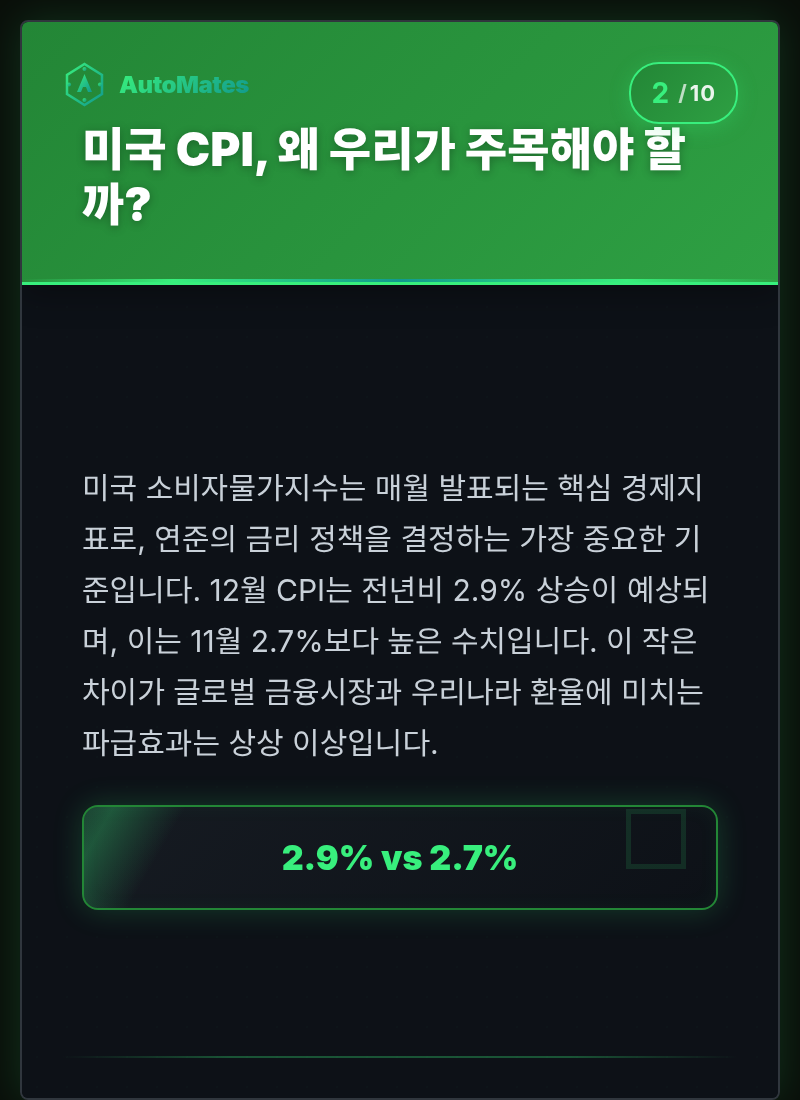 AutoMates
2 /10
미국 CPI, 왜 우리가 주목해야 할
까?
미국 소비자물가지수는 매월 발표되는 핵심 경제지
표로, 연준의 금리 정책을 결정하는 가장 중요한 기
준입니다. 12월 CPI는 전년비 2.9% 상승이 예상되
며, 이는 11월 2.7%보다 높은 수치입니다. 이 작은
차이가 글로벌 금융시장과 우리나라 환율에 미치는
파급효과는 상상 이상입니다.
2.9% vs 2.7%